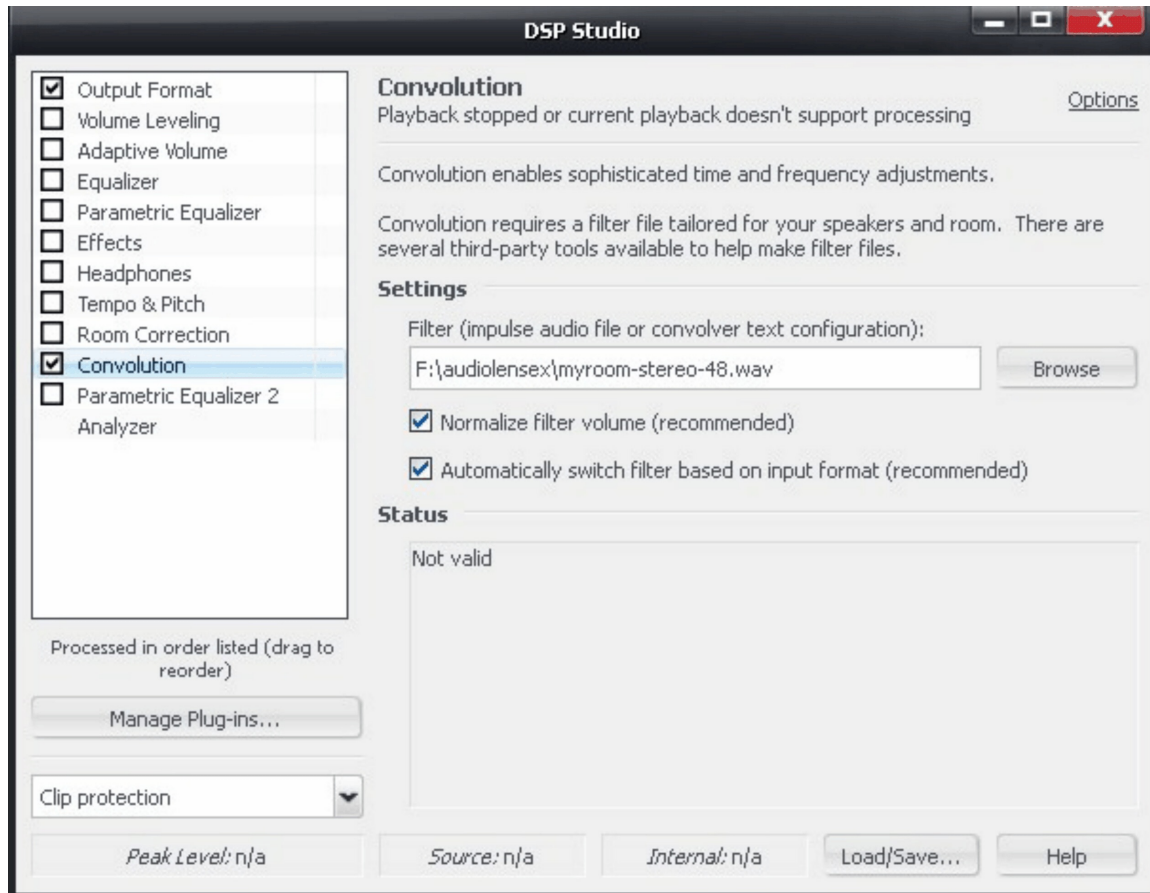 DSP Studio
X
Output Format
Volume Leveling
Adaptive Volume
Equalizer
Parametric Equalizer
Effects
Headphones
Tempo & Pitch
Room Correction
Convolution
Parametric Equalizer 2
Analyzer
Processed in order listed (drag to
reorder)
Manage Plug-ins...
Clip protection
Convolution
Options
Playback stopped or current playback doesn't support processing
Convolution enables sophisticated time and frequency adjustments.
Convolution requires a filter file tailored for your speakers and room. There are
several third-party tools available to help make filter files.
Settings
Filter (impulse audio file or convolver text configuration):
F:\audiolensex\myroom-stereo-48.wav
Browse
Normalize filter volume (recommended)
Automatically switch filter based on input format (recommended)
Status
Not valid
Peak Level: n/a
Source: n/a
Internal: n/a
Load/Save...
Help